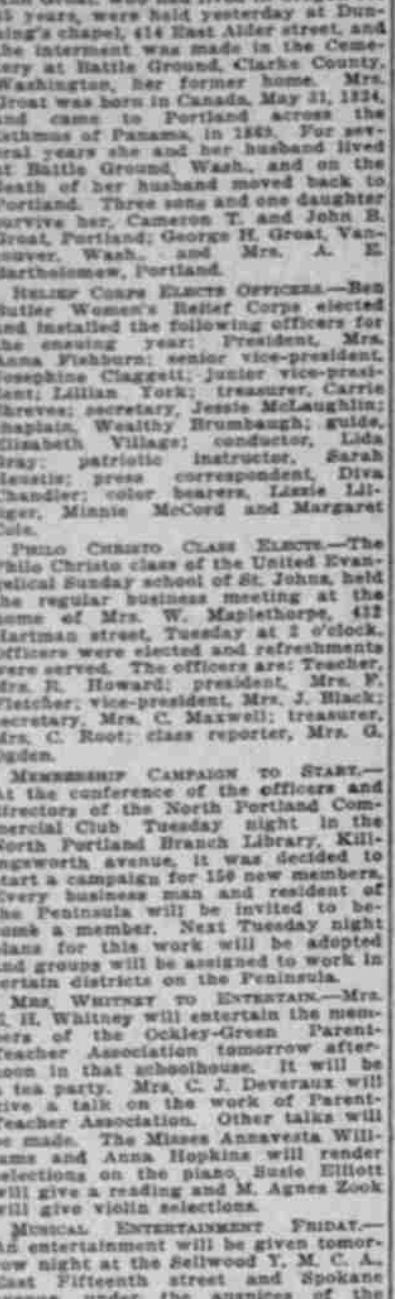 65 years, were held yesterday at Dun-
ning's chapel, 414 East Alder street, and
the interment was made in the Ceme-
tery at Battle Ground, Clarke County,
Washington, her former home. Mrs.
Groat was born in Canada, May 31, 1834,
and came to Portland across the
Isthmus of Panama, in 1869. For sev-
eral years she and her husband lived
at Battle Ground, Wash., and on the
death of her husband moved back to
Portland. Three sons and one daughter
survive her, Cameron T. and John B.
Groat, Portland; George H. Groat, Van-
couver, Wash., and Mrs. A. E.
Bartholomew, Portland.
RELIEF CORPS ELECTS OFFICERS.—Ben
Butler Women's Relief Corps elected
and installed the following officers for
the ensuing year: President, Mrs.
Anna Fishburn; senior vice-president,
Josephine Claggett; junior vice-presi-
dent; Lillian York; treasurer, Carrie
Shreves; secretary, Jessie McLaughlin;
chaplain, Wealthy Brumbaugh; guide,
Elizabeth Village; conductor, Lida
Gray; patriotic instructor, Sarah
Heustis; press correspondent, Diva
Chandler; color bearers, Lizzie Lil-
iger, Minnie McCord and Margaret
Cole.
PHILO CHRISTO CLASS ELECTS.—The
Philo Christo class of the United Evan-
gelical Sunday school of St. Johns, held
the regular business meeting at the
home of Mrs. W. Maplethorpe, 412
Hartman street, Tuesday at 2 o'clock.
Officers were elected and refreshments
were served. The officers are: Teacher,
Mrs. R. Howard; president, Mrs. F.
Fletcher; vice-president, Mrs. J. Black;
secretary, Mrs. C. Maxwell; treasurer,
Mrs. C. Root; class reporter, Mrs. G.
Ogden.
MEMBERSHIP CAMPAIGN TO START.—
At the conference of the officers and
directors of the North Portland Com-
mercial Club Tuesday night in the
North Portland Branch Library, Kill-
ingsworth avenue, it was decided to
start a campaign for 150 new members.
Every business man and resident of
the Peninsula will be invited to be-
come a member. Next Tuesday night
plans for this work will be adopted
and groups will be assigned to work in
certain districts on the Peninsula.
MRS. WHITNEY TO ENTERTAIN.—Mrs.
H. Whitney will entertain the mem-
bers of the Ockley-Green Parent-
Teacher Association tomorrow after-
noon in that schoolhouse. It will be
a tea party. Mrs. C. J. Deveraux will
give a talk on the work of Parent-
Teacher Association. Other talks will
be made. The Misses Annavesta Will-
iams and Anna Hopkins will render
selections on the piano, Susie Elliott
will give a reading and M. Agnes Zook
will give violin selections.
MUSICAL ENTERTAINMENT FRIDAY.—
An entertainment will be given tomor-
row night at the Sellwood Y. M. C. A.,
East Fifteenth street and Spokane
avenue under the auspices of the